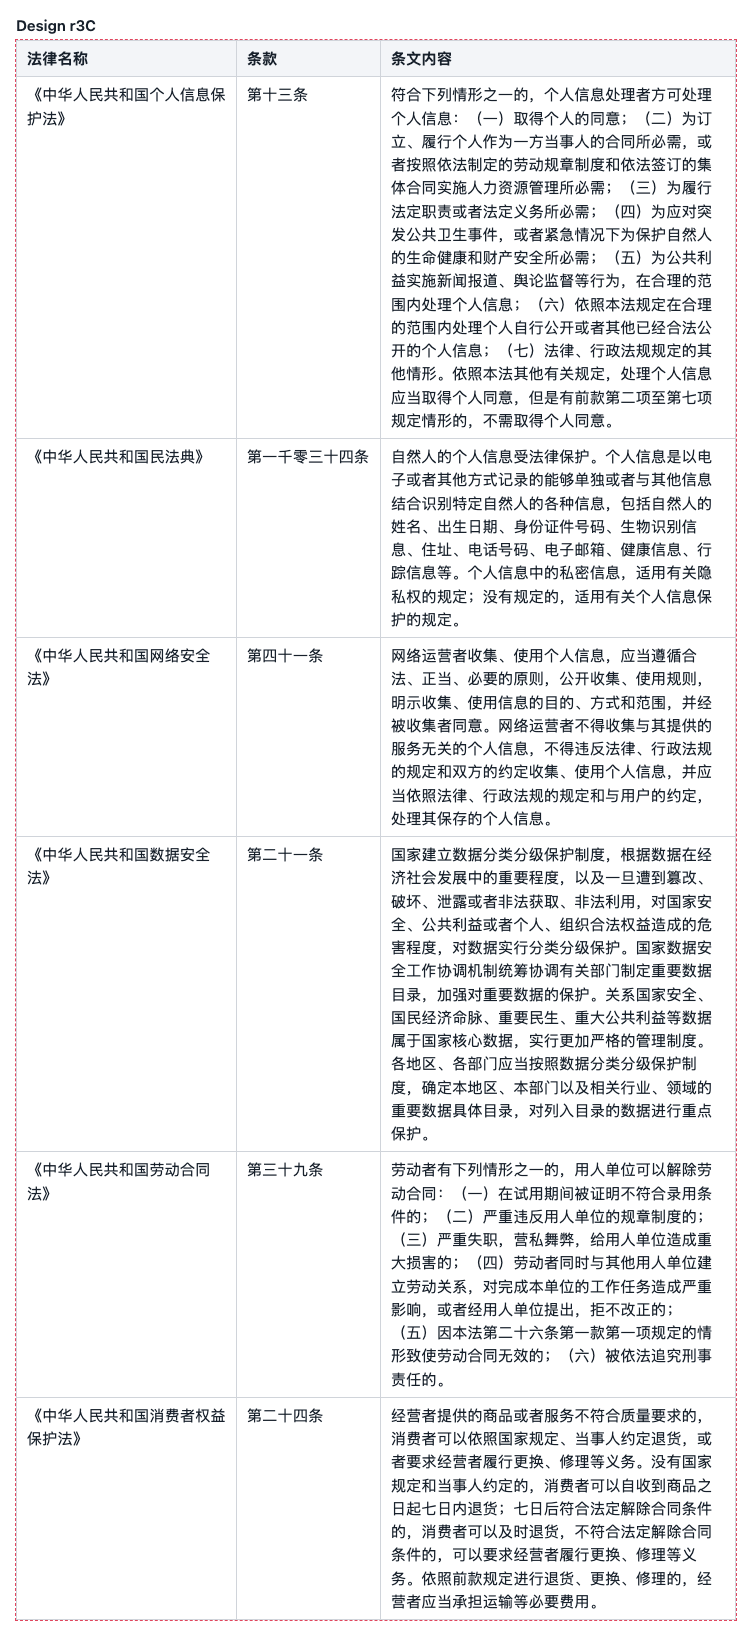 Design r3C
法律名称 条款 条文内容
《中华人民共和国个人信息保 第十三条 符合下列情形之一的，个人信息处理者方可处理
护法》 个人信息：（一）取得个人的同意；（二）为订
立、履行个人作为一方当事人的合同所必需，或
者按照依法制定的劳动规章制度和依法签订的集
体合同实施人力资源管理所必需；（三）为履行
法定职责或者法定义务所必需；（四）为应对突
发公共卫生事件，或者紧急情况下为保护自然人
的生命健康和财产安全所必需；（五）为公共利
益实施新闻报道、舆论监督等行为，在合理的范
围内处理个人信息；（六）依照本法规定在合理
的范围内处理个人自行公开或者其他已经合法公
开的个人信息；（七）法律、行政法规规定的其
他情形。依照本法其他有关规定，处理个人信息
应当取得个人同意，但是有前款第二项至第七项
规定情形的，不需取得个人同意。
《中华人民共和国民法典》 第一千零三十四条 自然人的个人信息受法律保护。个人信息是以电
子或者其他方式记录的能够单独或者与其他信息
结合识别特定自然人的各种信息，包括自然人的
姓名、出生日期、身份证件号码、生物识别信
息、住址、电话号码、电子邮箱、健康信息、行
踪信息等。个人信息中的私密信息，适用有关隐
私权的规定；没有规定的，适用有关个人信息保
护的规定。
《中华人民共和国网络安全 第四十一条 网络运营者收集、使用个人信息，应当遵循合
法》 法、正当、必要的原则，公开收集、使用规则，
明示收集、使用信息的目的、方式和范围，并经
被收集者同意。网络运营者不得收集与其提供的
服务无关的个人信息，不得违反法律、行政法规
的规定和双方的约定收集、使用个人信息，并应
当依照法律、行政法规的规定和与用户的约定，
处理其保存的个人信息。
《中华人民共和国数据安全 第二十一条 国家建立数据分类分级保护制度，根据数据在经
法》 济社会发展中的重要程度，以及一旦遭到篡改、
破坏、泄露或者非法获取、非法利用，对国家安
全、公共利益或者个人、组织合法权益造成的危
害程度，对数据实行分类分级保护。国家数据安
全工作协调机制统筹协调有关部门制定重要数据
目录，加强对重要数据的保护。关系国家安全、
国民经济命脉、重要民生、重大公共利益等数据
属于国家核心数据，实行更加严格的管理制度。
各地区、各部门应当按照数据分类分级保护制
度，确定本地区、本部门以及相关行业、领域的
重要数据具体目录，对列入目录的数据进行重点
保护。
《中华人民共和国劳动合同 第三十九条 劳动者有下列情形之一的，用人单位可以解除劳
法》 动合同：（一）在试用期间被证明不符合录用条
件的；（二）严重违反用人单位的规章制度的；
（三）严重失职，营私舞弊，给用人单位造成重
大损害的；（四）劳动者同时与其他用人单位建
立劳动关系，对完成本单位的工作任务造成严重
影响，或者经用人单位提出，拒不改正的；
（五）因本法第二十六条第一款第一项规定的情
形致使劳动合同无效的；（六）被依法追究刑事
责任的。
《中华人民共和国消费者权益 第二十四条 经营者提供的商品或者服务不符合质量要求的，
保护法》 消费者可以依照国家规定、当事人约定退货，或
者要求经营者履行更换、修理等义务。没有国家
规定和当事人约定的，消费者可以自收到商品之
日起七日内退货；七日后符合法定解除合同条件
的，消费者可以及时退货，不符合法定解除合同
条件的，可以要求经营者履行更换、修理等义
务。依照前款规定进行退货、更换、修理的，经
营者应当承担运输等必要费用。